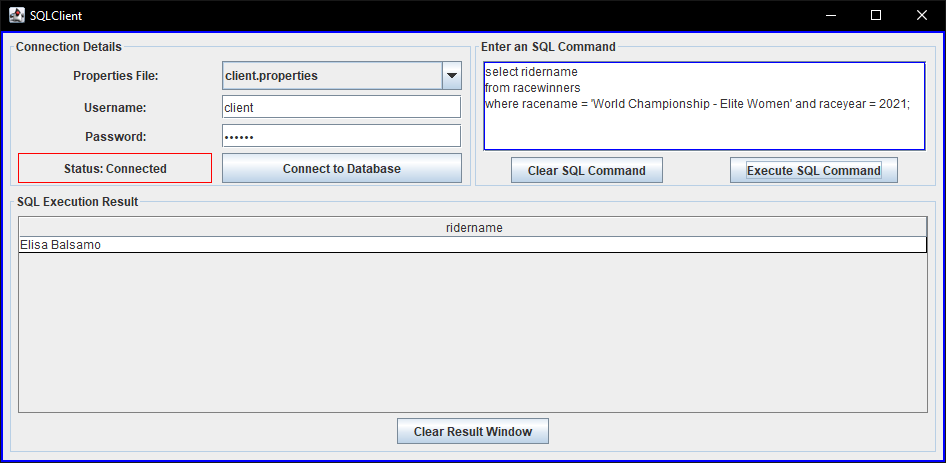 SQLClient
Connection Details
Properties File: client.properties
Username: client
Password: ••••••
Status: Connected Connect to Database
Enter an SQL Command
select ridername
from racewinners
where racename = 'World Championship - Elite Women' and raceyear = 2021;
Clear SQL Command Execute SQL Command
SQL Execution Result
ridername
Elisa Balsamo
Clear Result Window